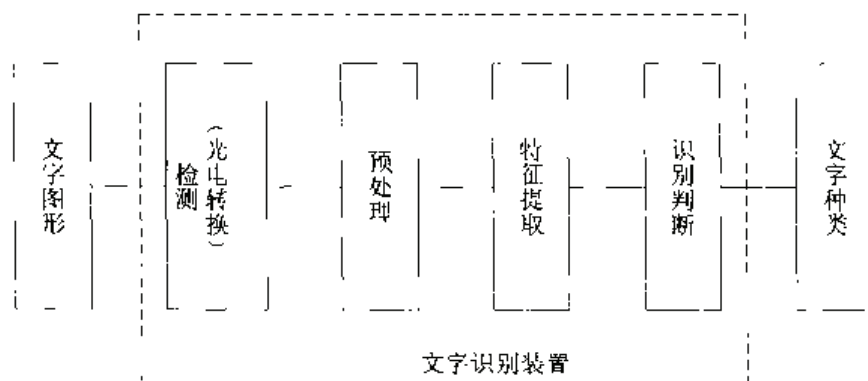 文字图形
检测
(光电转换)
预处理
特征提取
识别判断
文字种类
文字识别装置